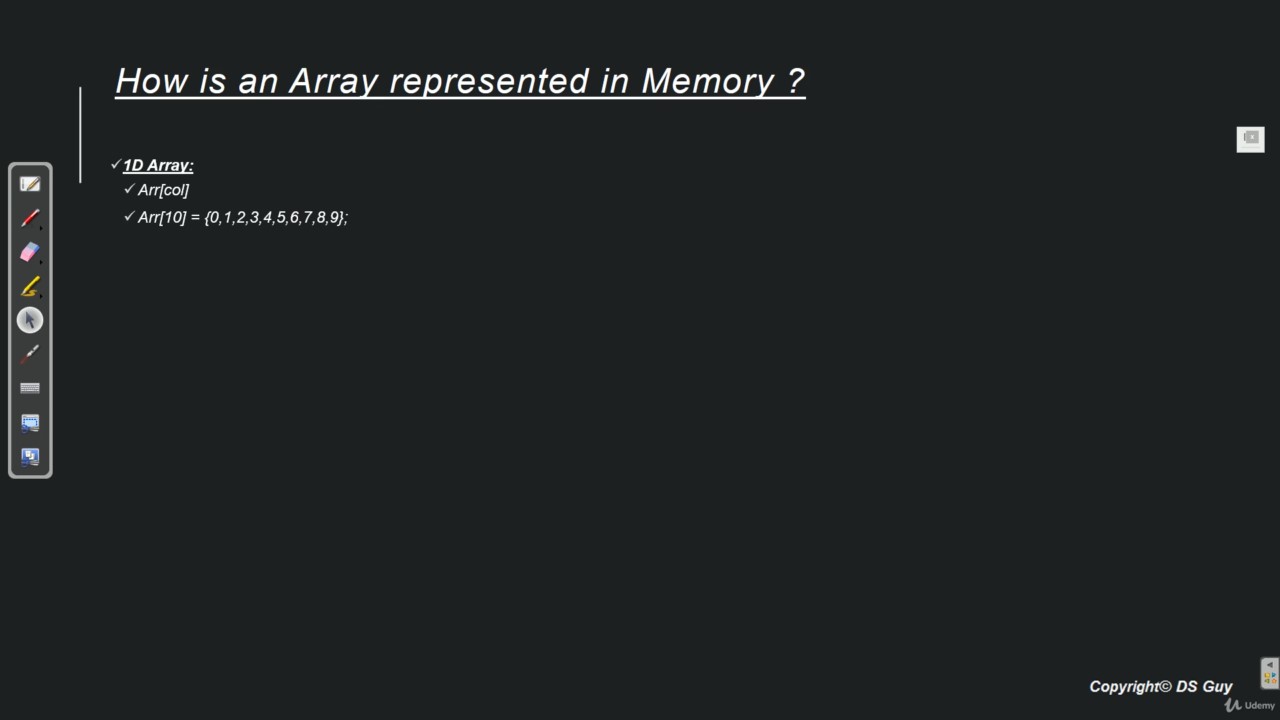 How is an Array represented in Memory ?
1D Array:
Arr[col]
Arr[10] = {0,1,2,3,4,5,6,7,8,9};
Copyright© DS Guy
Udemy